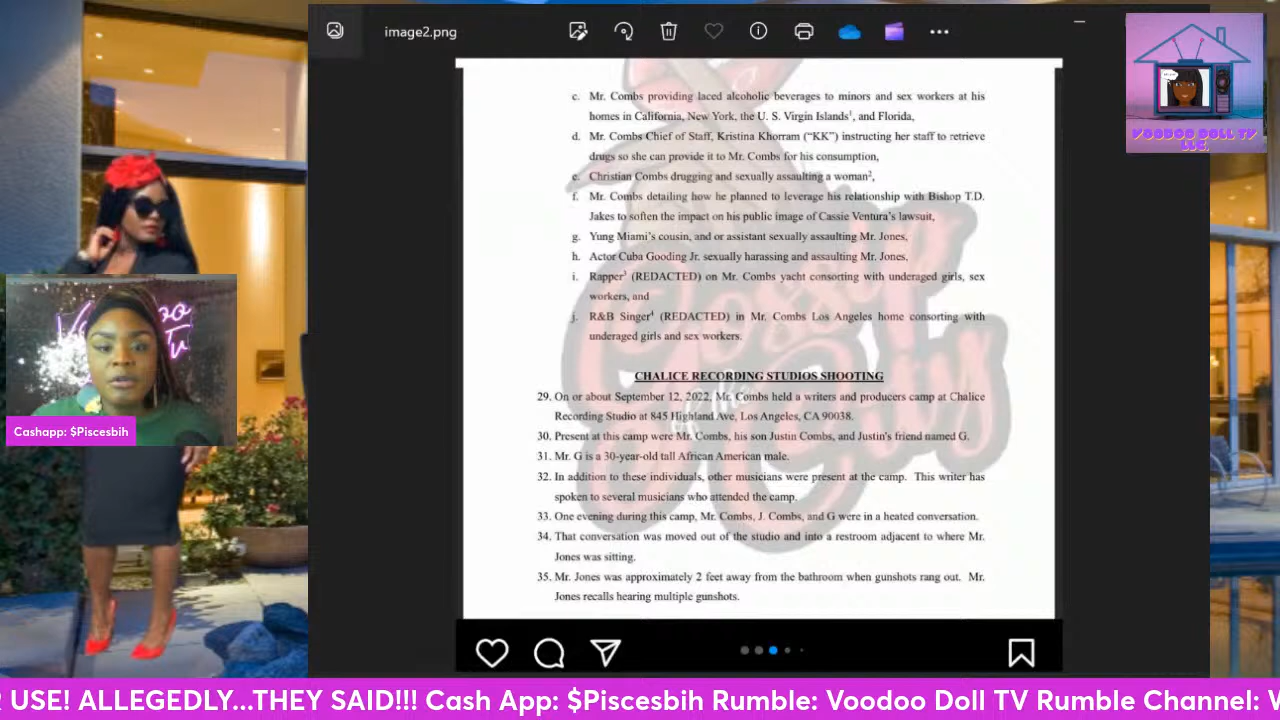 image2.png
c. Mr. Combs providing laced alcoholic beverages to minors and sex workers at his
homes in California, New York, the U. S. Virgin Islands¹, and Florida,
d. Mr. Combs Chief of Staff, Kristina Khorram ("KK") instructing her staff to retrieve
drugs so she can provide it to Mr. Combs for his consumption,
e. Christian Combs drugging and sexually assaulting a woman²,
f. Mr. Combs detailing how he planned to leverage his relationship with Bishop T.D.
Jakes to soften the impact on his public image of Cassie Ventura's lawsuit,
g. Yung Miami's cousin, and or assistant sexually assaulting Mr. Jones,
h. Actor Cuba Gooding Jr. sexually harassing and assaulting Mr. Jones,
i. Rapper³ (REDACTED) on Mr. Combs yacht consorting with underaged girls, sex
workers, and
j. R&B Singer⁴ (REDACTED) in Mr. Combs Los Angeles home consorting with
underaged girls and sex workers.
CHALICE RECORDING STUDIOS SHOOTING
29. On or about September 12, 2022, Mr. Combs held a writers and producers camp at Chalice
Recording Studio at 845 Highland Ave, Los Angeles, CA 90038.
30. Present at this camp were Mr. Combs, his son Justin Combs, and Justin's friend named G.
31. Mr. G is a 30-year-old tall African American male.
32. In addition to these individuals, other musicians were present at the camp. This writer has
spoken to several musicians who attended the camp.
33. One evening during this camp, Mr. Combs, J. Combs, and G were in a heated conversation.
34. That conversation was moved out of the studio and into a restroom adjacent to where Mr.
Jones was sitting.
35. Mr. Jones was approximately 2 feet away from the bathroom when gunshots rang out. Mr.
Jones recalls hearing multiple gunshots.
VOODOO DOLL TV
LLC.
Cashapp: $Piscesbih
R USE! ALLEGEDLY...THEY SAID!!! Cash App: $Piscesbih Rumble: Voodoo Doll TV Rumble Channel: